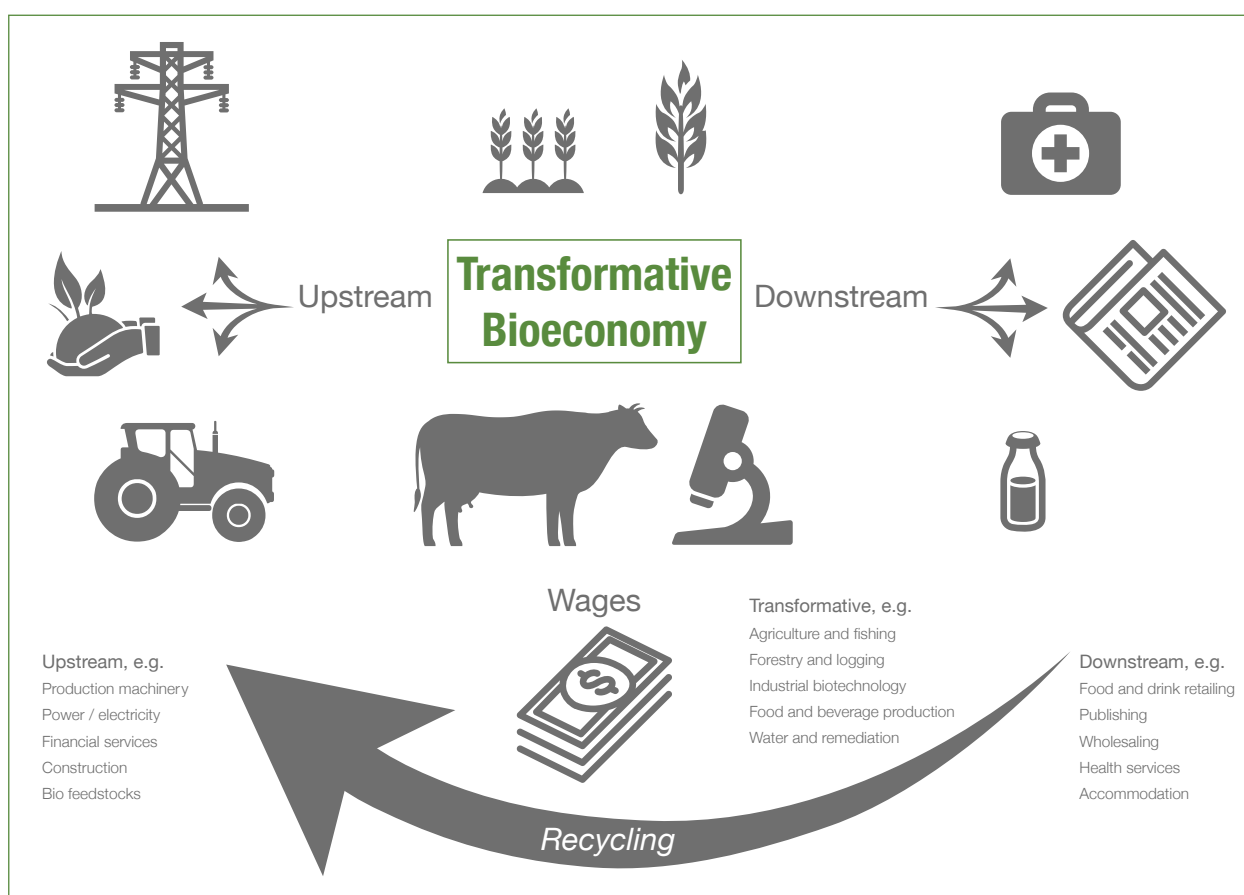 Upstream
Transformative
Bioeconomy
Downstream
Wages
$
Upstream, e.g.
Production machinery
Power / electricity
Financial services
Construction
Bio feedstocks
Transformative, e.g.
Agriculture and fishing
Forestry and logging
Industrial biotechnology
Food and beverage production
Water and remediation
Downstream, e.g.
Food and drink retailing
Publishing
Wholesaling
Health services
Accommodation
Recycling